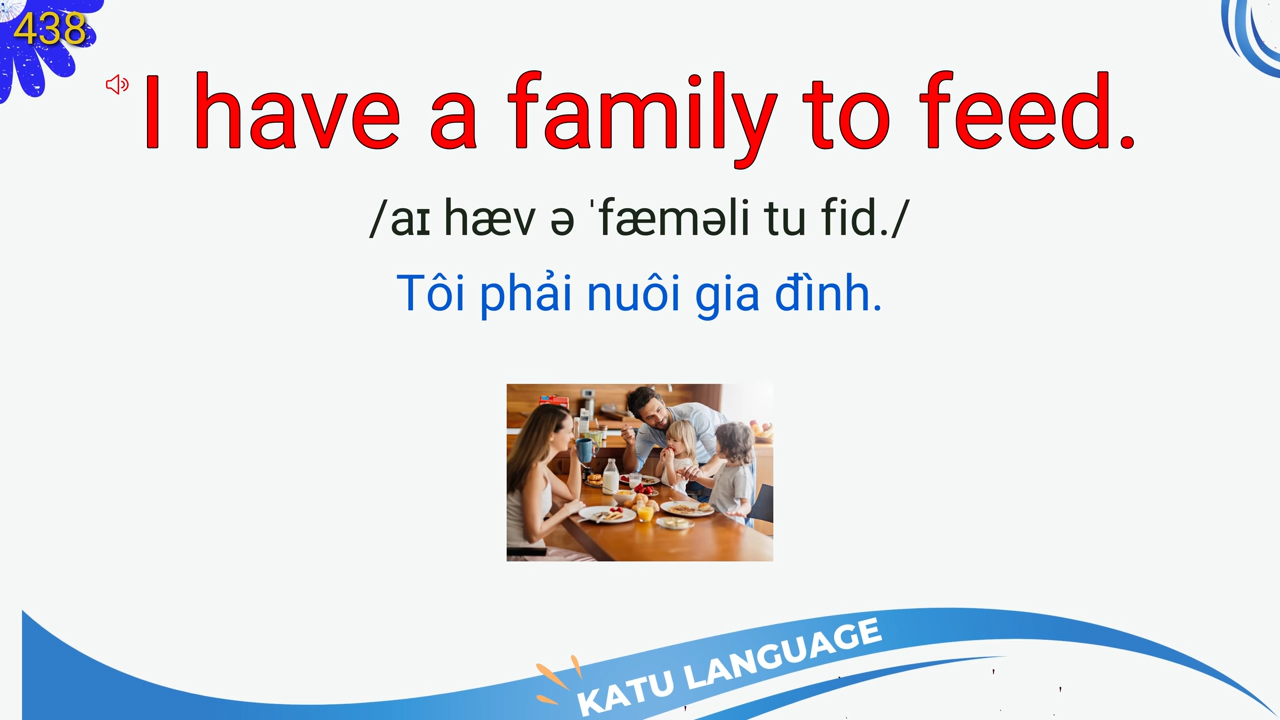 438
I have a family to feed.
/aɪ hæv ə ˈfæməli tu fid./
Tôi phải nuôi gia đình.
KATU LANGUAGE